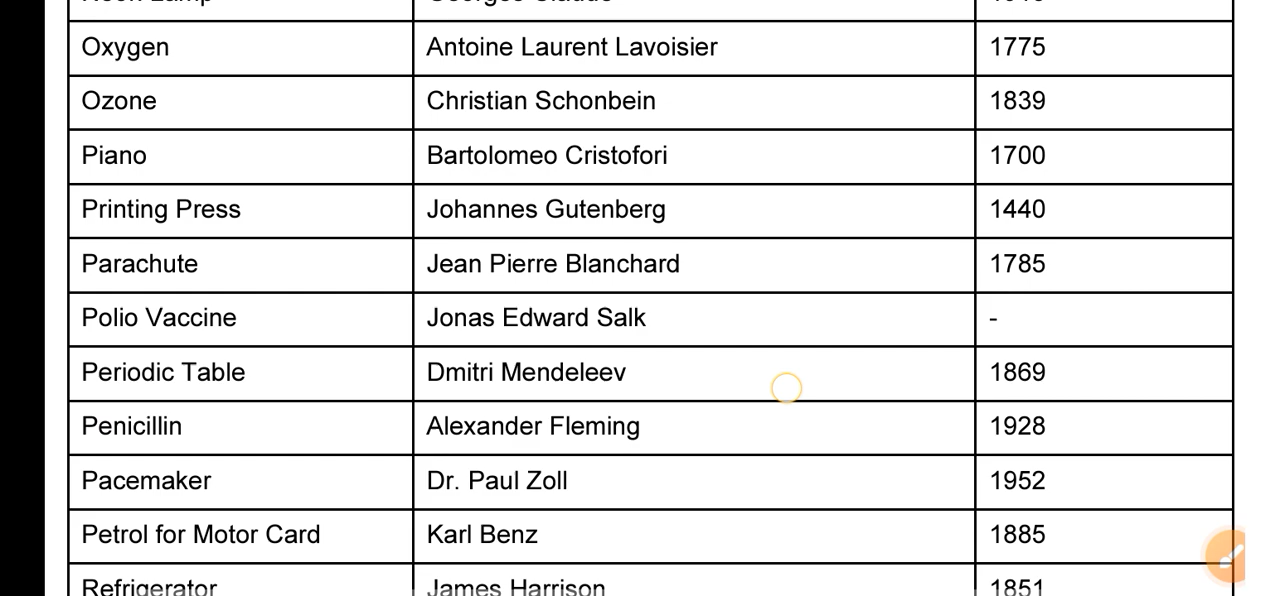 Oxygen Antoine Laurent Lavoisier 1775
Ozone Christian Schonbein 1839
Piano Bartolomeo Cristofori 1700
Printing Press Johannes Gutenberg 1440
Parachute Jean Pierre Blanchard 1785
Polio Vaccine Jonas Edward Salk -
Periodic Table Dmitri Mendeleev 1869
Penicillin Alexander Fleming 1928
Pacemaker Dr. Paul Zoll 1952
Petrol for Motor Card Karl Benz 1885
Refrigerator James Harrison 1851